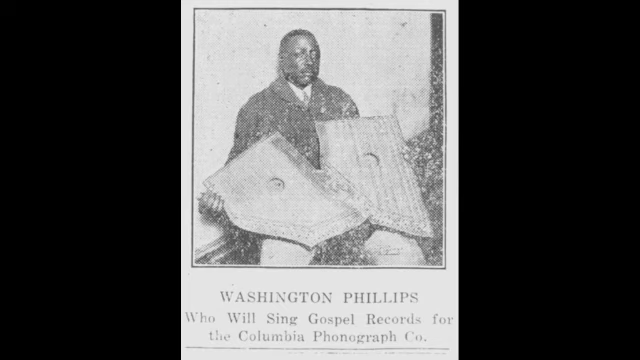 WASHINGTON PHILLIPS
Who Will Sing Gospel Records for
the Columbia Phonograph Co.